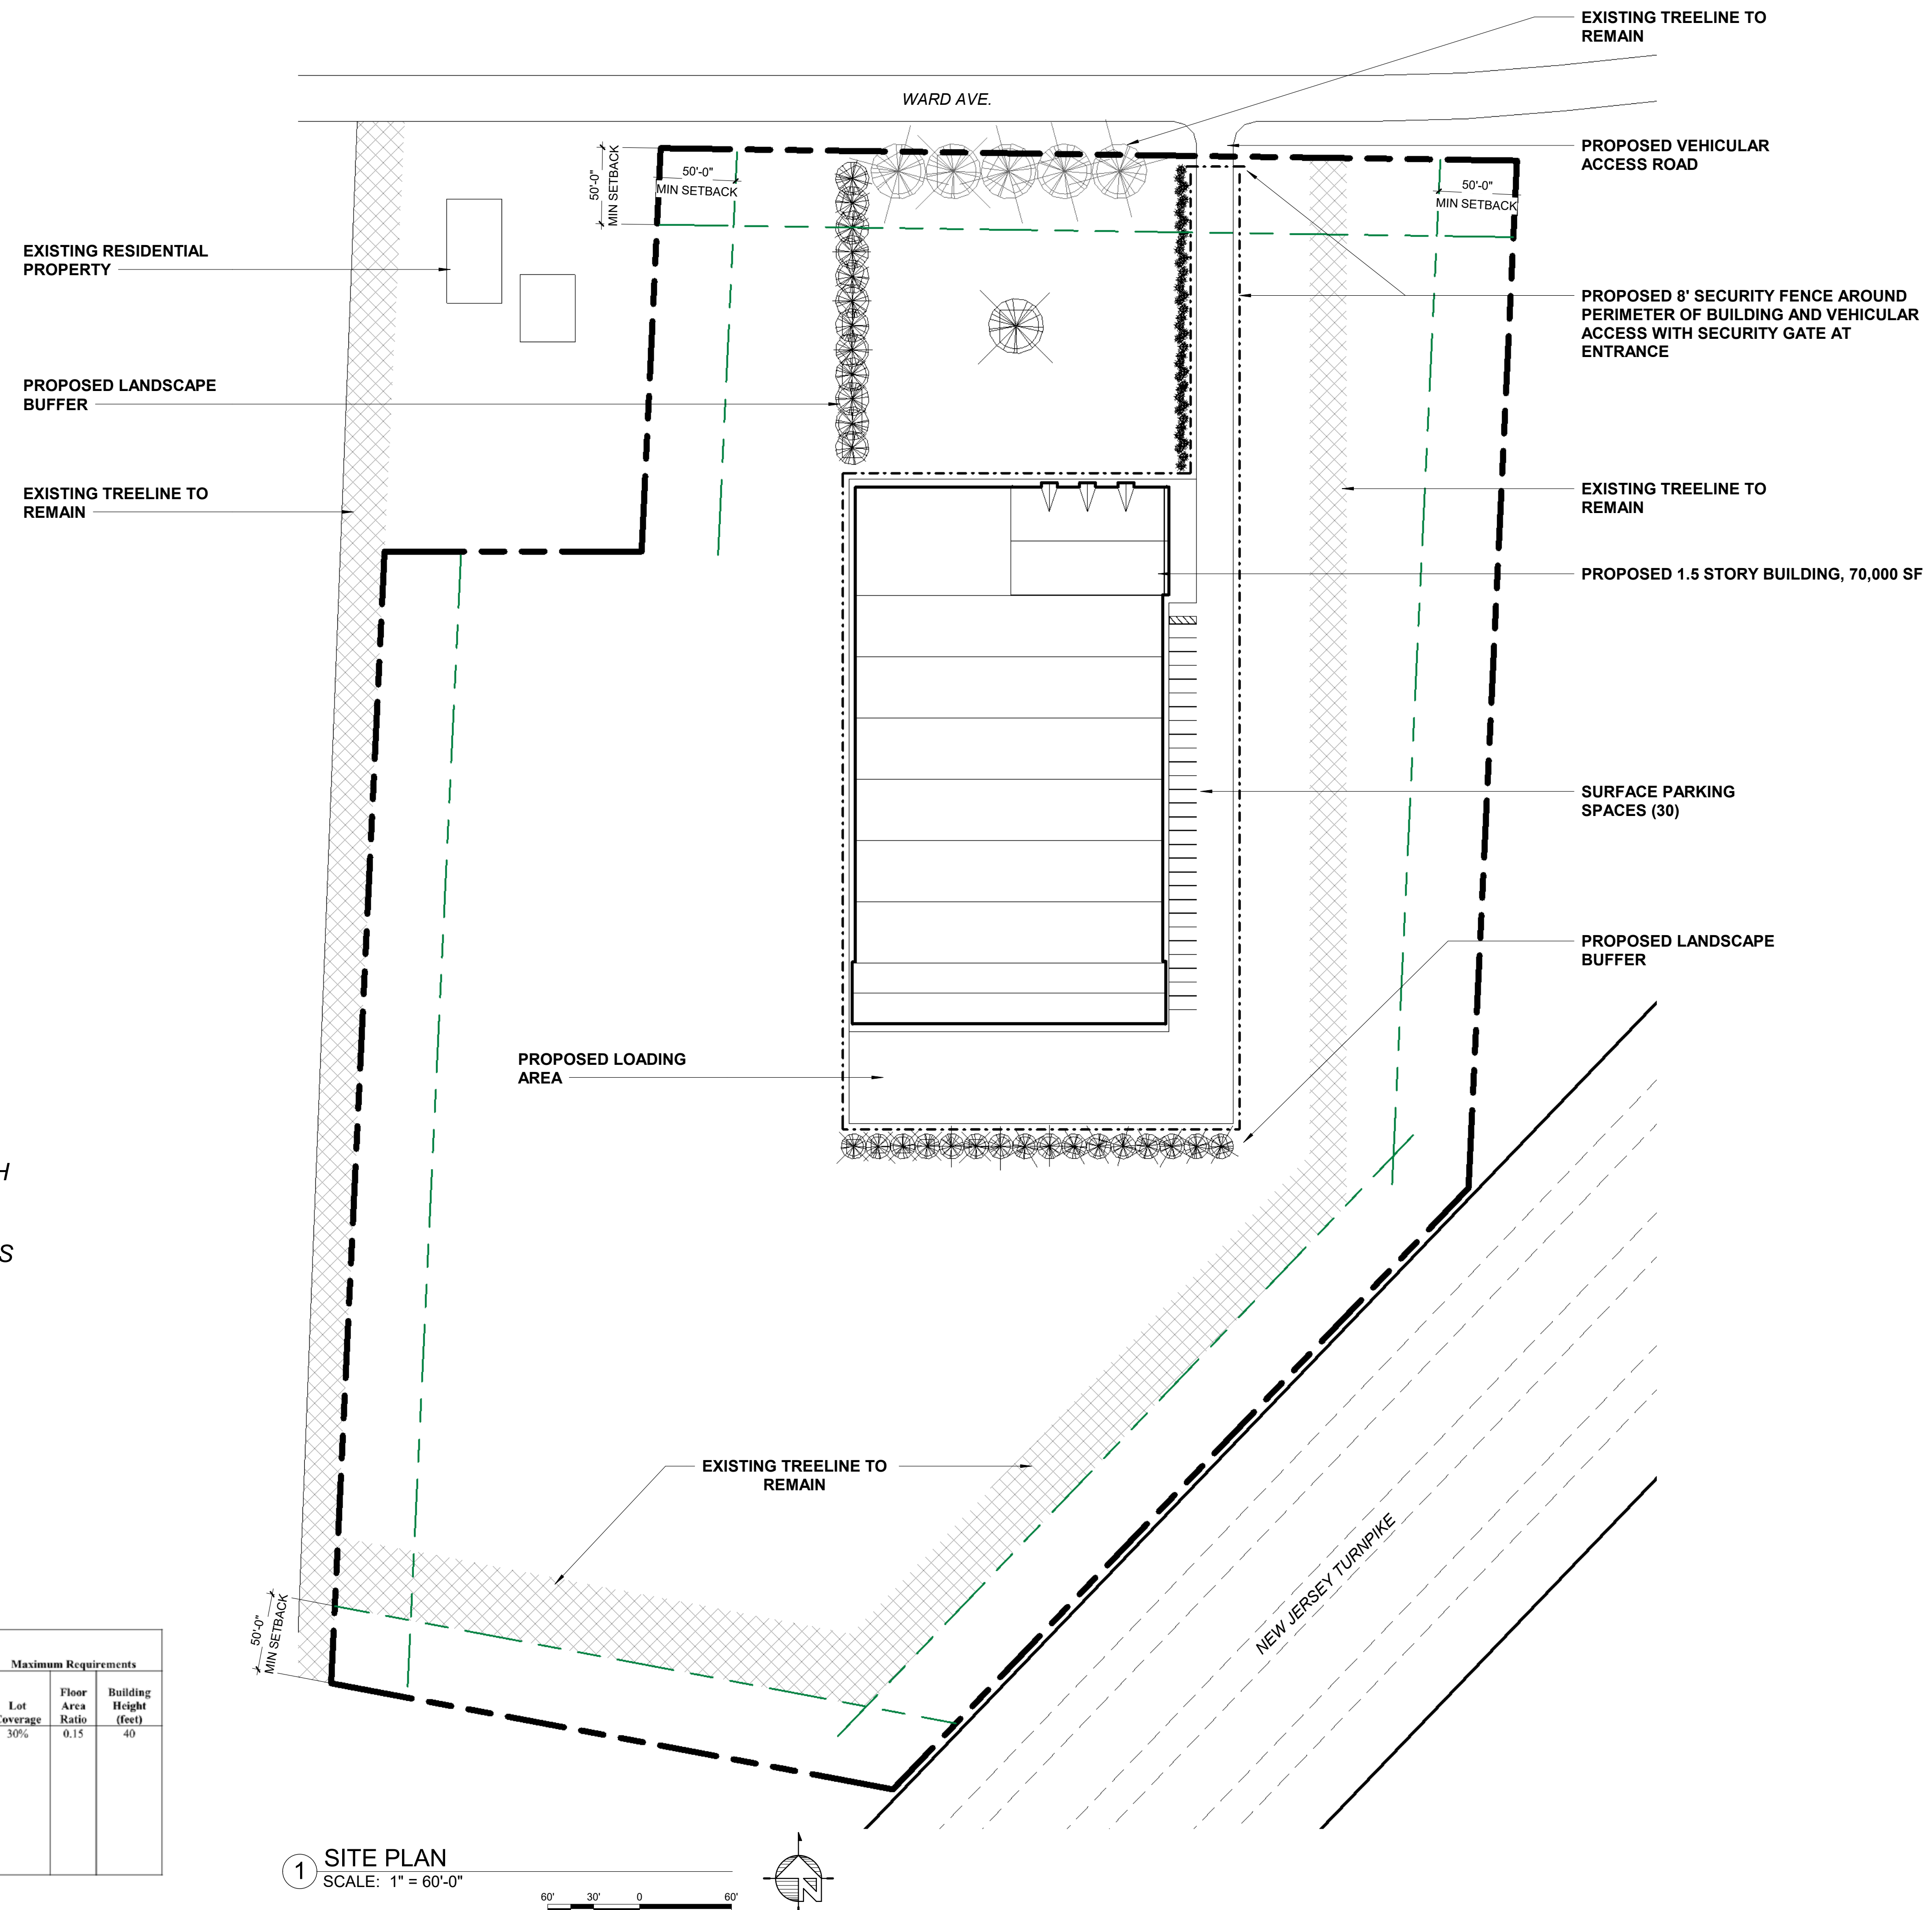 EXISTING TREELINE TO
REMAIN
WARD AVE.
PROPOSED VEHICULAR
ACCESS ROAD
50'-0"
MIN SETBACK
50'-0"
MIN SETBACK
50'-0"
MIN SETBACK
EXISTING RESIDENTIAL
PROPERTY
PROPOSED 8' SECURITY FENCE AROUND
PERIMETER OF BUILDING AND VEHICULAR
ACCESS WITH SECURITY GATE AT
ENTRANCE
PROPOSED LANDSCAPE
BUFFER
EXISTING TREELINE TO
REMAIN
EXISTING TREELINE TO
REMAIN
PROPOSED 1.5 STORY BUILDING, 70,000 SF
SURFACE PARKING
SPACES (30)
PROPOSED LANDSCAPE
BUFFER
PROPOSED LOADING
AREA
H
S
EXISTING TREELINE TO
REMAIN
NEW JERSEY TURNPIKE
50'-0"
MIN SETBACK
Maximum Requirements
Lot
Coverage
Floor
Area
Ratio
Building
Height
(feet)
30%
0.15
40
1
SITE PLAN
SCALE: 1" = 60'-0"
60'
30'
0
60'
N